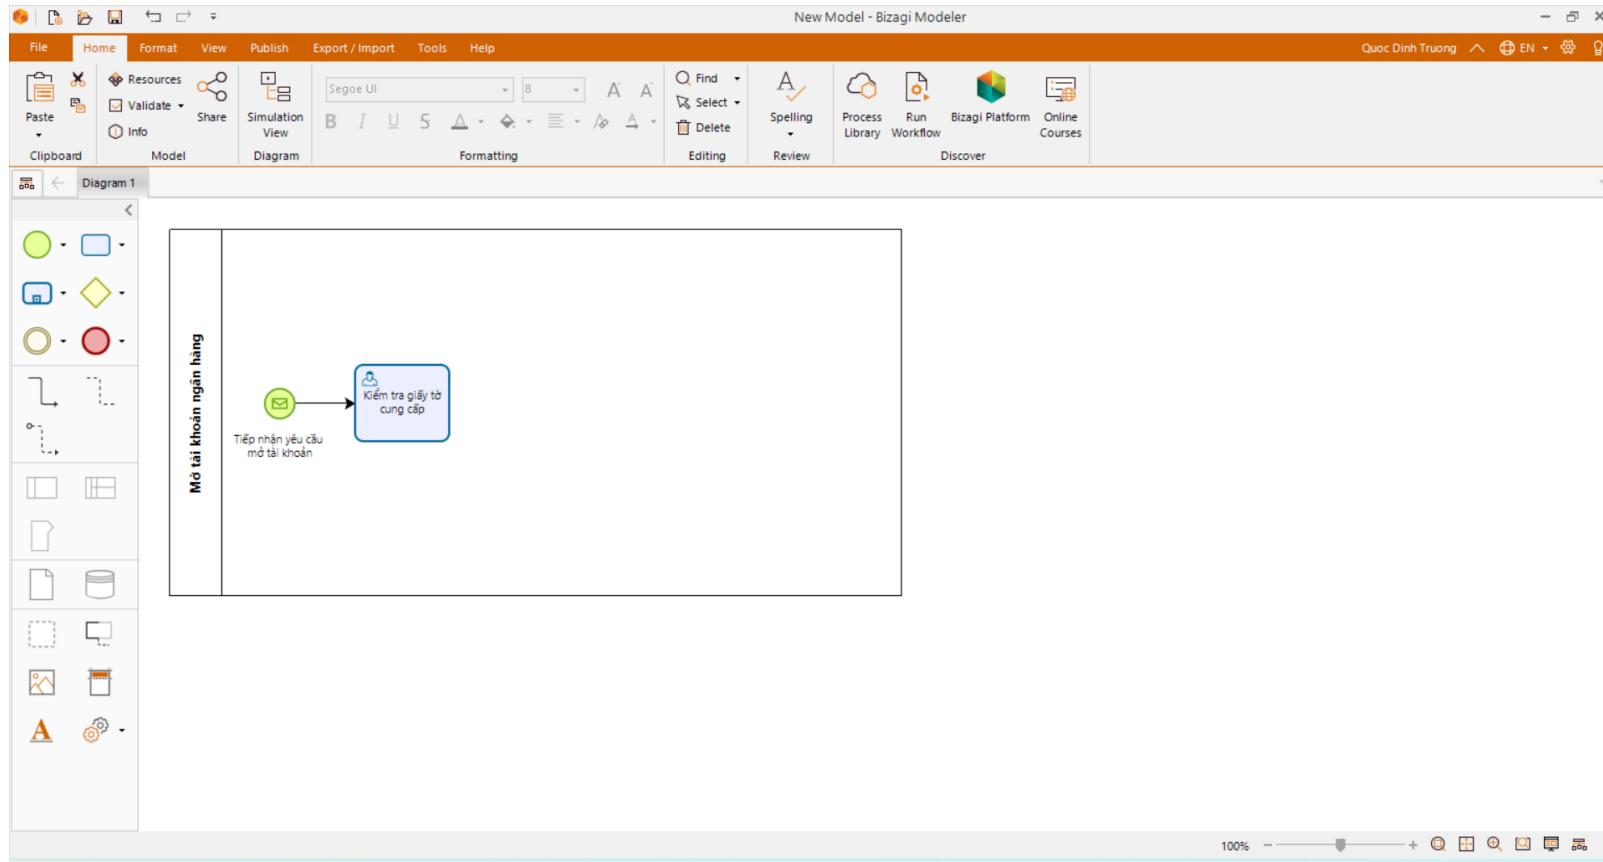 New Model - Bizagi Modeler
File Home Format View Publish Export / Import Tools Help Quoc Dinh Truong EN
Paste
Clipboard
Resources
Validate
Info
Share
Model
Simulation
View
Diagram
Segoe UI 8 A A
B I U S A A
Formatting
Find
Select
Delete
Editing
Spelling
Review
Process
Library
Run
Workflow
Bizagi Platform
Online
Courses
Discover
Diagram 1
Mở tài khoản ngân hàng
Tiếp nhận yêu cầu
mở tài khoản
Kiểm tra giấy tờ
cung cấp
A
100%